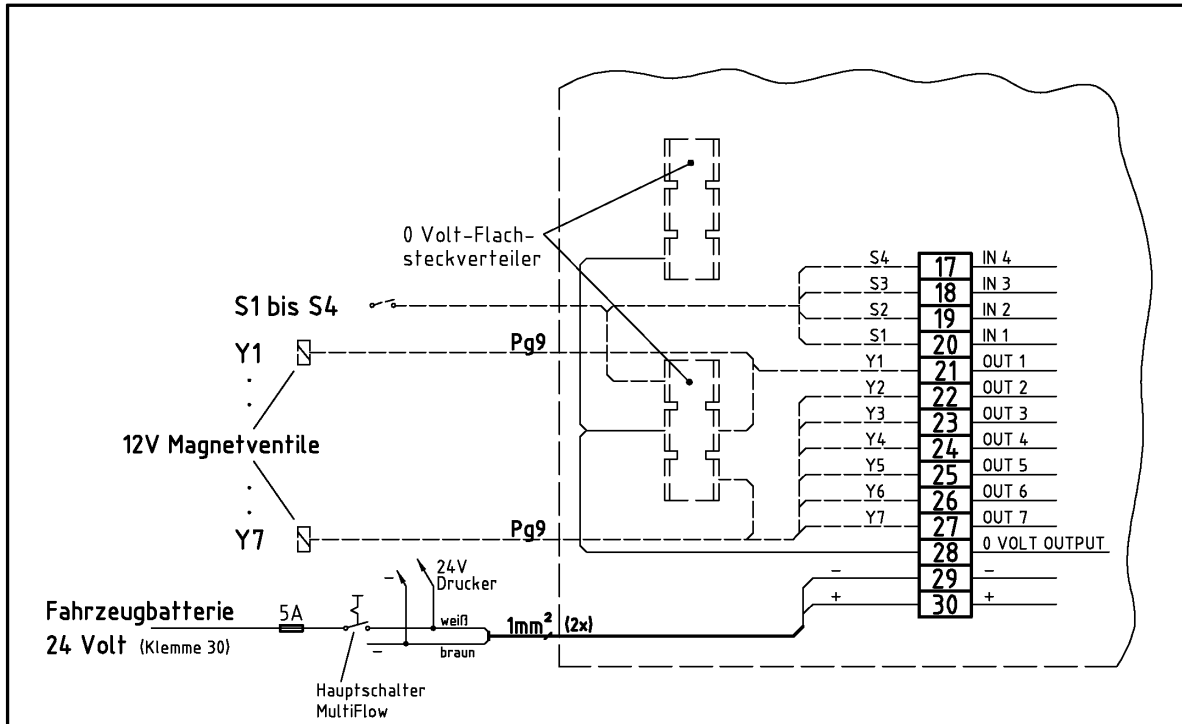 0 Volt-Flach-
steckverteiler
S4 17 IN 4
S3 18 IN 3
S1 bis S4
S2 19 IN 2
S1 20 IN 1
Y1 Pg9
Y1 21 OUT 1
Y2 22 OUT 2
Y3 23 OUT 3
12V Magnetventile
Y4 24 OUT 4
Y5 25 OUT 5
Y6 26 OUT 6
Y7 Pg9
Y7 27 OUT 7
28 0 VOLT OUTPUT
- 29 -
+ 30 +
- 24V
Drucker
Fahrzeugbatterie 5A
weiß 1mm² (2x)
24 Volt (Klemme 30)
- braun
Hauptschalter
MultiFlow